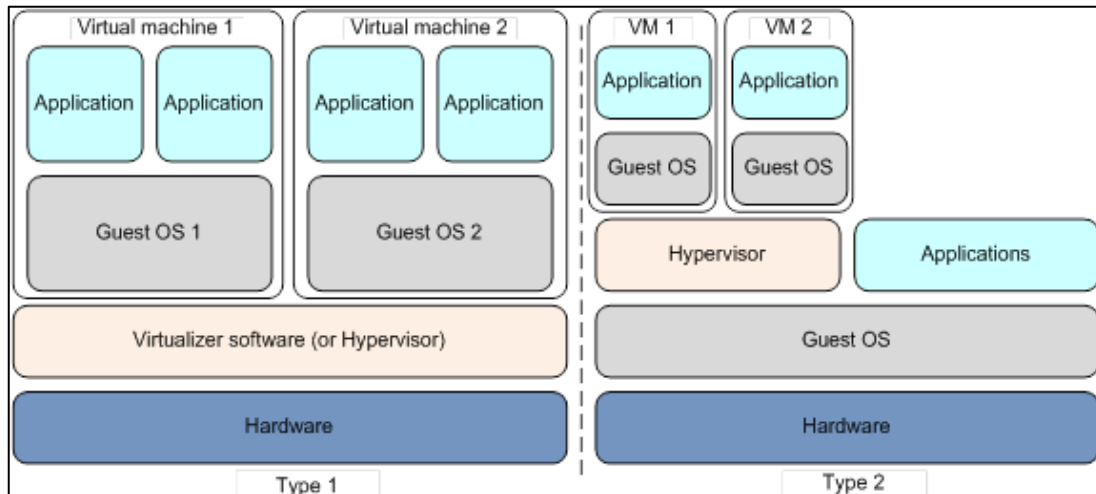 Virtual machine 1
Virtual machine 2
VM 1
VM 2
Application
Application
Application
Application
Application
Application
Guest OS
Guest OS
Guest OS 1
Guest OS 2
Hypervisor
Applications
Virtualizer software (or Hypervisor)
Guest OS
Hardware
Hardware
Type 1
Type 2